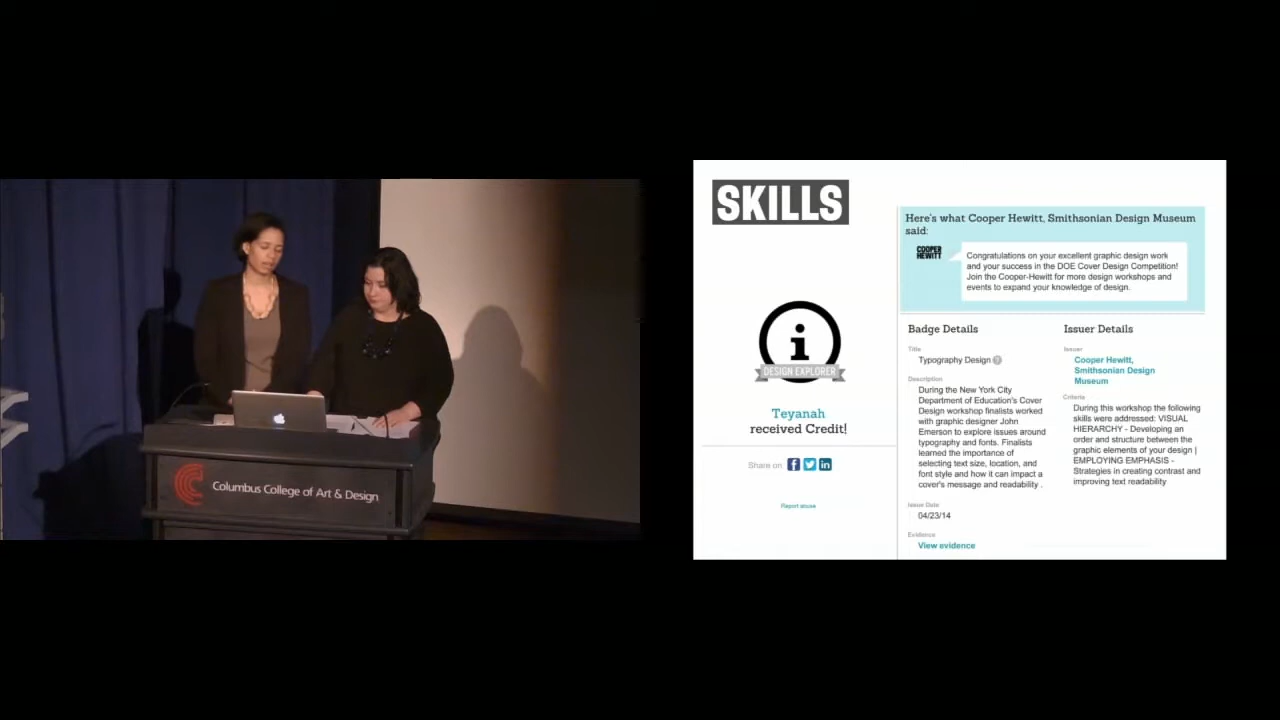 Columbus College of Art & Design
SKILLS
DESIGN EXPLORER
Teyanah
received Credit!
Share on
Report abuse
Here's what Cooper Hewitt, Smithsonian Design Museum
said:
COOPER
HEWITT
Congratulations on your excellent graphic design work
and your success in the DOE Cover Design Competition!
Join the Cooper-Hewitt for more design workshops and
events to expand your knowledge of design.
Badge Details
Title
Typography Design ?
Description
During the New York City
Department of Education's Cover
Design workshop finalists worked
with graphic designer John
Emerson to explore issues around
typography and fonts. Finalists
learned the importance of
selecting text size, location, and
font style and how it can impact a
cover's message and readability .
Issue Date
04/23/14
Evidence
View evidence
Issuer Details
Issuer
Cooper Hewitt,
Smithsonian Design
Museum
Criteria
During this workshop the following
skills were addressed: VISUAL
HIERARCHY - Developing an
order and structure between the
graphic elements of your design |
EMPLOYING EMPHASIS -
Strategies in creating contrast and
improving text readability